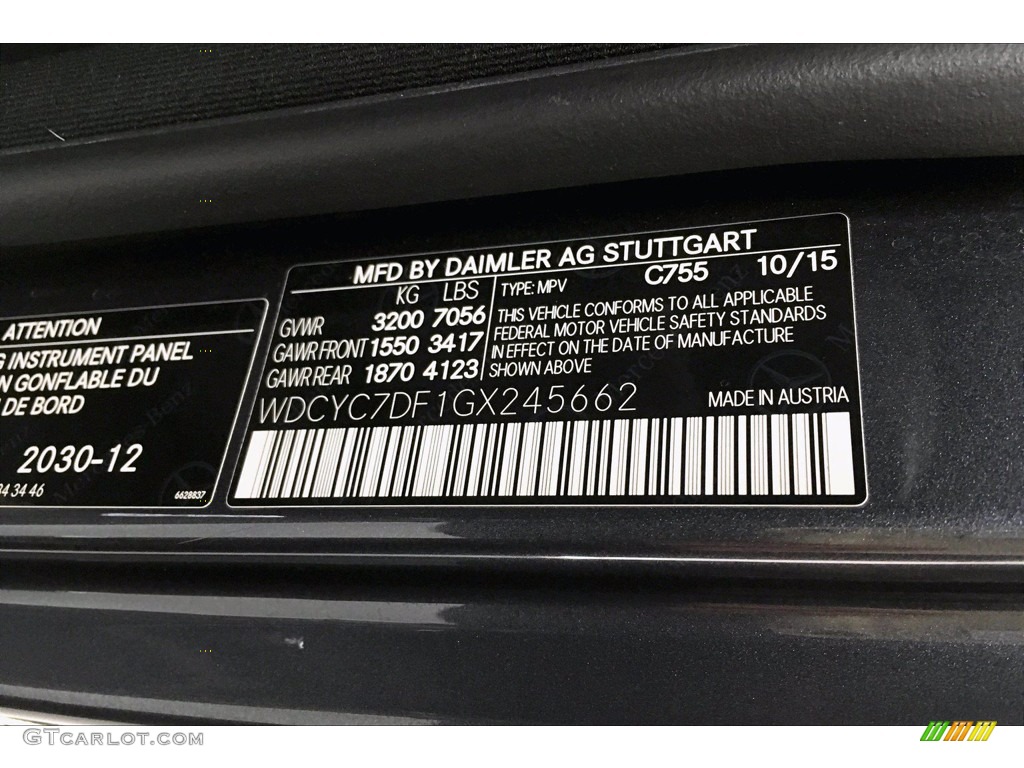 ATTENTION
INSTRUMENT PANEL
GONFLABLE DU
DE BORD
2030-12
6628837
MFD BY DAIMLER AG STUTTGART
KG LBS
GVWR 3200 7056
GAWR FRONT 1550 3417
GAWR REAR 1870 4123
TYPE: MPV C755 10/15
THIS VEHICLE CONFORMS TO ALL APPLICABLE
FEDERAL MOTOR VEHICLE SAFETY STANDARDS
IN EFFECT ON THE DATE OF MANUFACTURE
SHOWN ABOVE
WDCYC7DF1GX245662
MADE IN AUSTRIA
GTCARLOT.COM